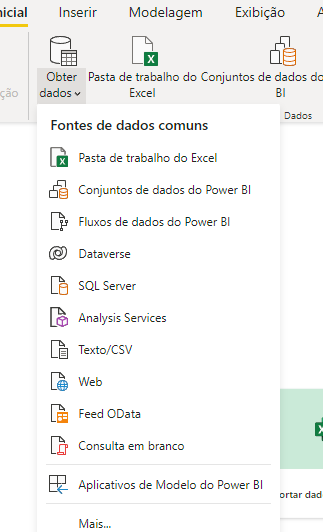 nicial Inserir Modelagem Exibição A
ção
Obter dados
Pasta de trabalho do Excel
Conjuntos de dados do BI
Dados
Fontes de dados comuns
Pasta de trabalho do Excel
Conjuntos de dados do Power BI
Fluxos de dados do Power BI
Dataverse
SQL Server
Analysis Services
Texto/CSV
Web
Feed OData
Consulta em branco
ortar dad
Aplicativos de Modelo do Power BI
Mais...